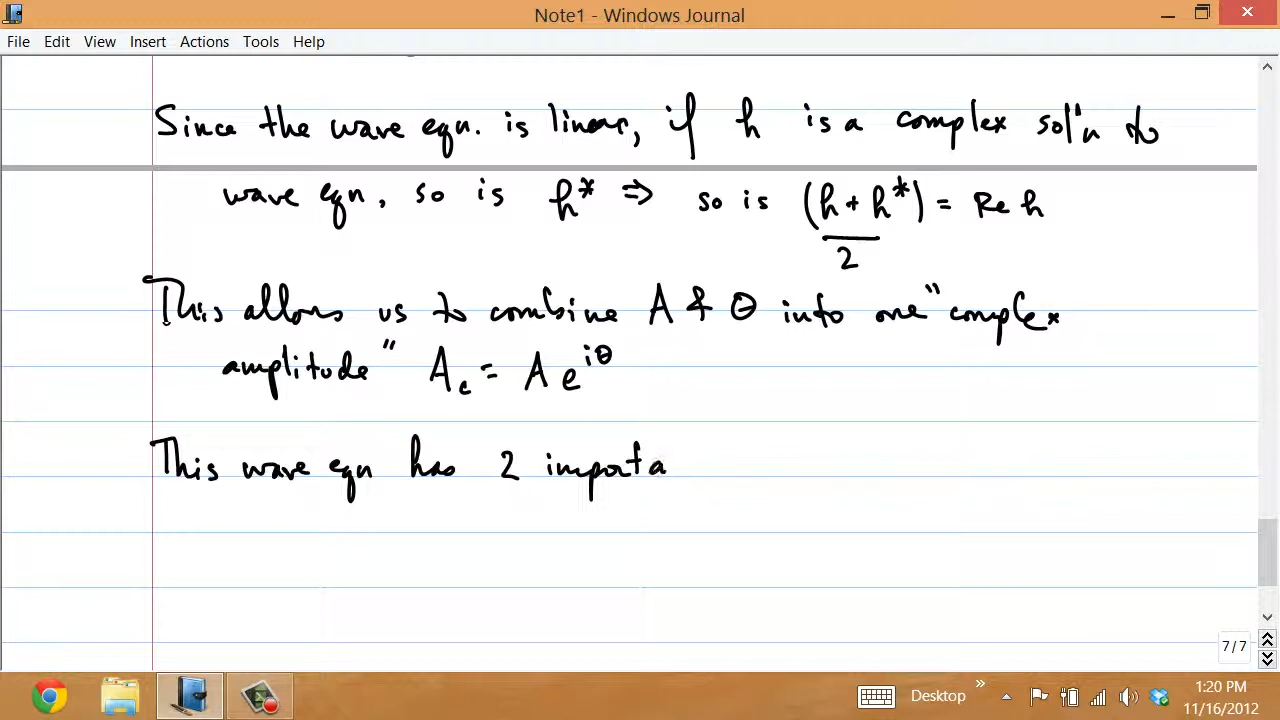 Note1 - Windows Journal
File Edit View Insert Actions Tools Help
Since the wave eqn. is linear, if h is a complex sol'n to
wave eqn, so is h* ⇒ so is (h + h*)/2 = Re h
This allows us to combine A & θ into one "complex
amplitude" A_c = A e^{iθ}
This wave eqn has 2 importa
7 / 7
Desktop » 1:20 PM
11/16/2012